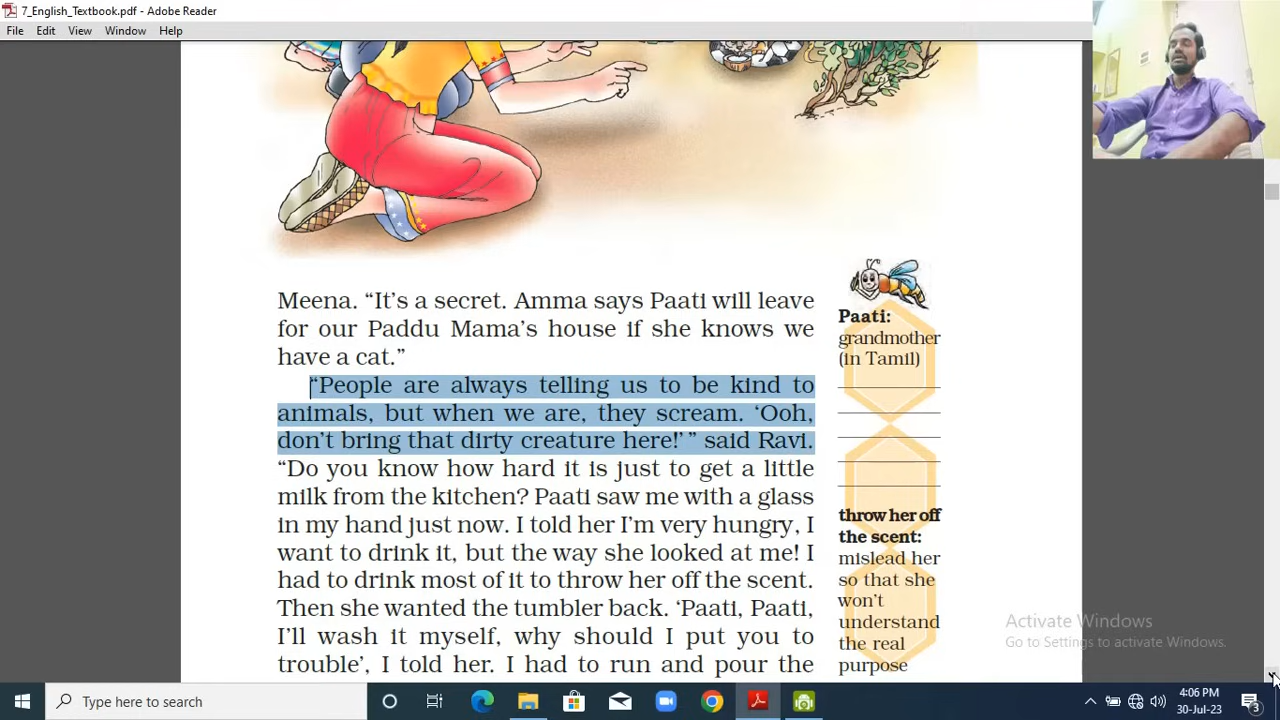 7_English_Textbook.pdf - Adobe Reader
File Edit View Window Help
Meena. “It’s a secret. Amma says Paati will leave
for our Paddu Mama’s house if she knows we
have a cat.”
“People are always telling us to be kind to
animals, but when we are, they scream. ‘Ooh,
don’t bring that dirty creature here!’ ” said Ravi.
“Do you know how hard it is just to get a little
milk from the kitchen? Paati saw me with a glass
in my hand just now. I told her I’m very hungry, I
want to drink it, but the way she looked at me! I
had to drink most of it to throw her off the scent.
Then she wanted the tumbler back. ‘Paati, Paati,
I’ll wash it myself, why should I put you to
trouble’, I told her. I had to run and pour the
Paati:
grandmother
(in Tamil)
throw her off
the scent:
mislead her
so that she
won’t
understand
the real
purpose
Activate Windows
Go to Settings to activate Windows.
Type here to search
4:06 PM
30-Jul-23
3